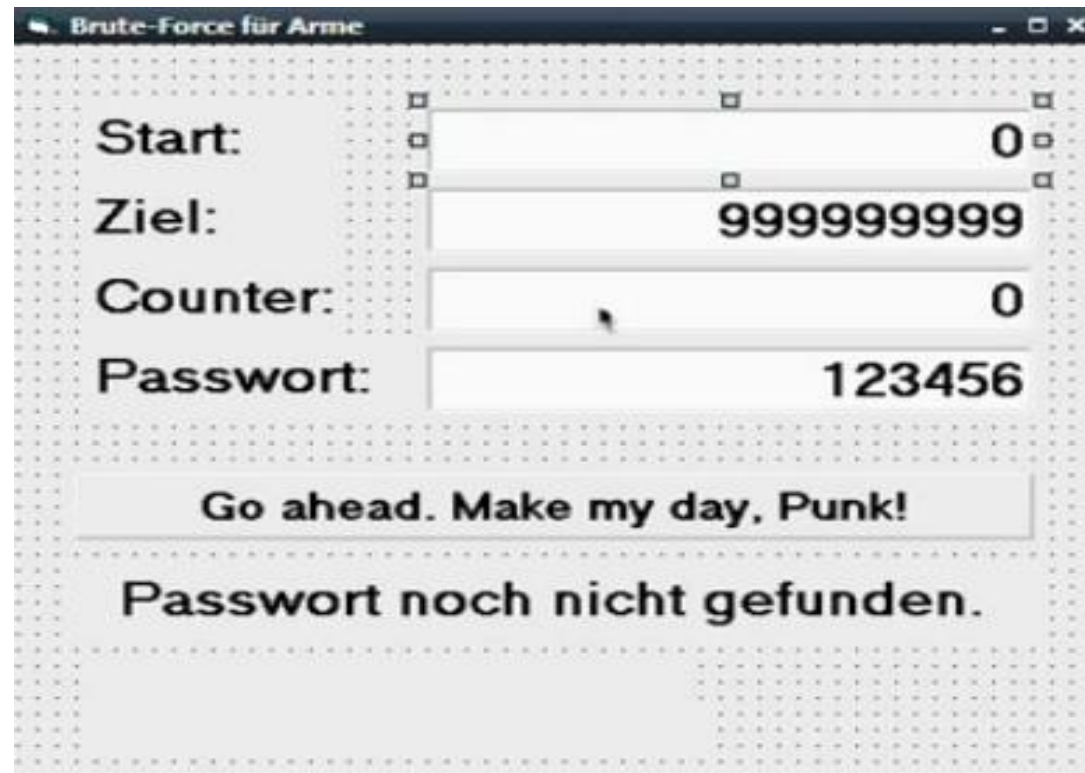 Brute-Force für Arme
Start: 0
Ziel: 999999999
Counter: 0
Passwort: 123456
Go ahead. Make my day, Punk!
Passwort noch nicht gefunden.